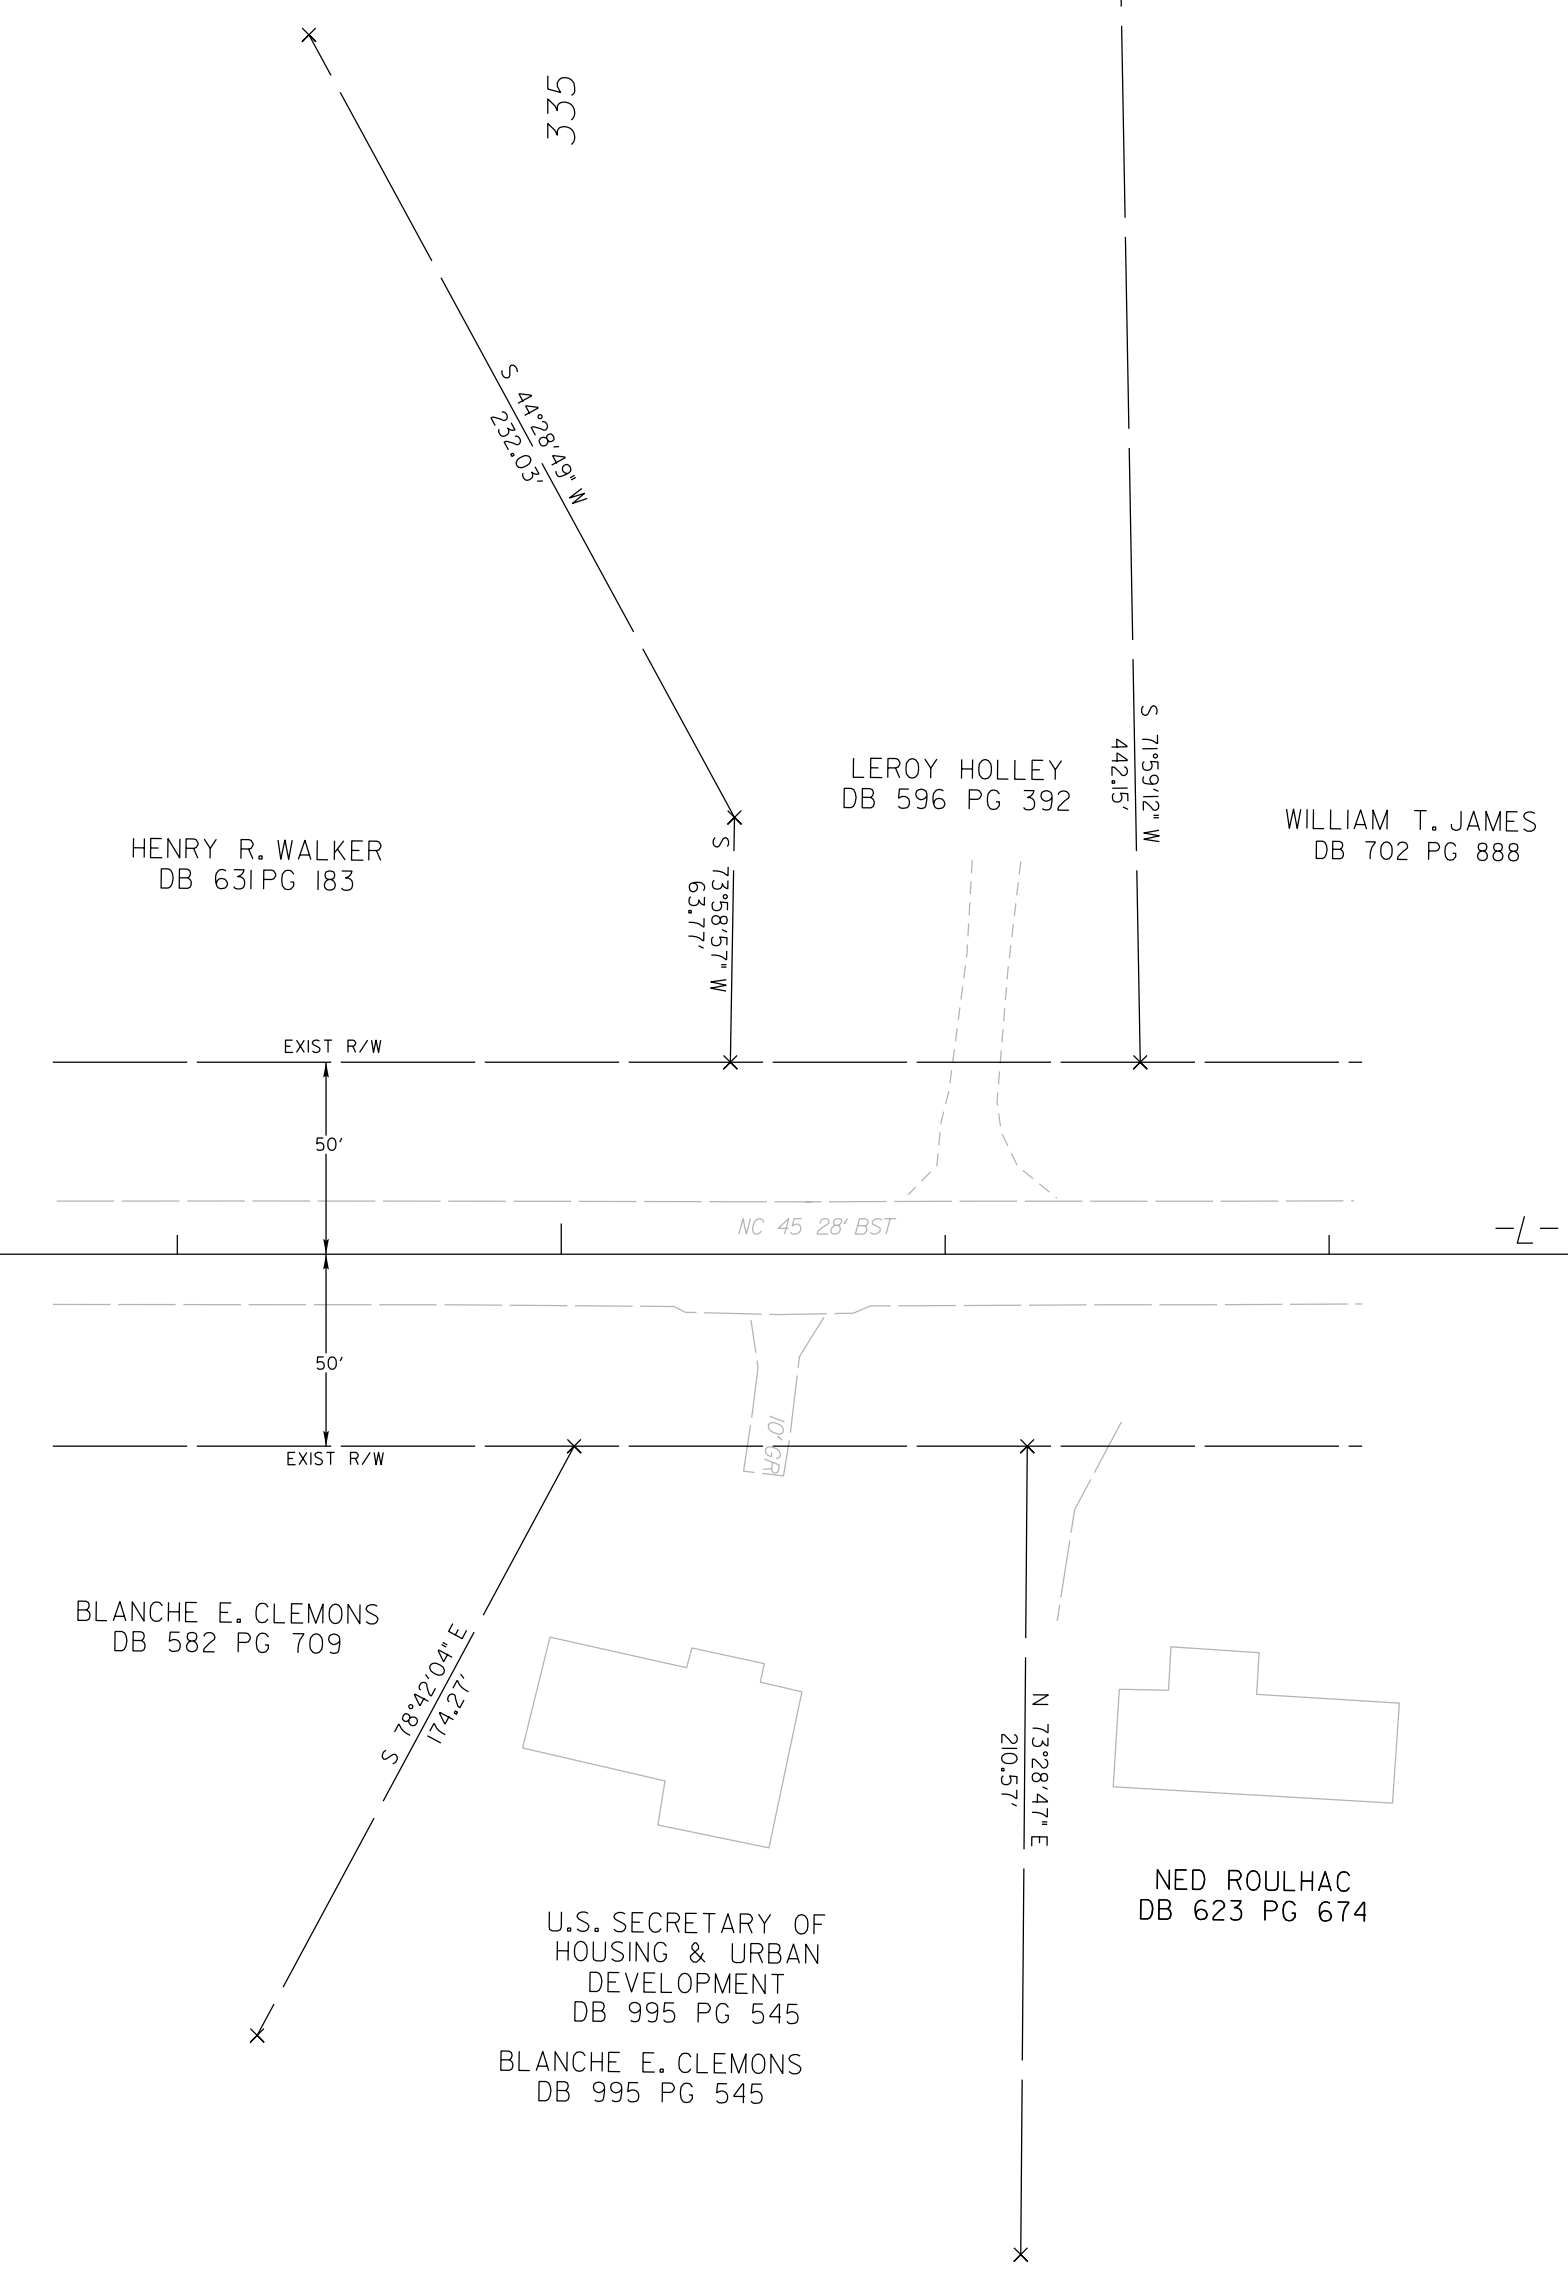 335
S 44°28'49" W
232.03'
S 71°59'12" W
442.15'
LEROY HOLLEY
DB 596 PG 392
WILLIAM T. JAMES
DB 702 PG 888
HENRY R. WALKER
DB 631 PG 183
S 73°58'57" W
63.77'
EXIST R/W
50'
NC 45 28' BST
-L-
50'
10' GR
EXIST R/W
BLANCHE E. CLEMONS
DB 582 PG 709
S 78°42'04" E
174.27'
N 73°28'47" E
210.57'
NED ROULHAC
DB 623 PG 674
U.S. SECRETARY OF
HOUSING & URBAN
DEVELOPMENT
DB 995 PG 545
BLANCHE E. CLEMONS
DB 995 PG 545